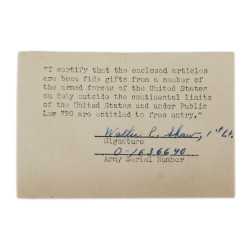 "I certify that the enclosed articles
are bona fide gifts from a member of
the armed forces of the United States
on duty outside the continental limits
of the United States and under Public
Law 790 are entitled to free entry."
Walter C. Shaw, 1st Lt.
Signature
O-1636640
Army Serial Number